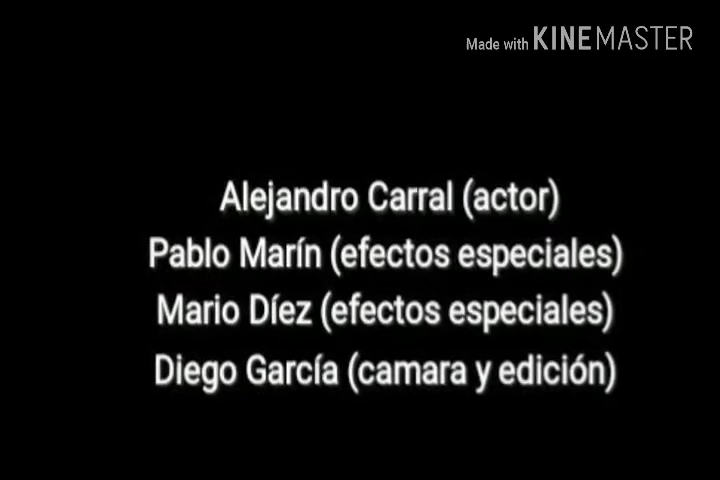 Made with KINEMASTER
Alejandro Carral (actor)
Pablo Marín (efectos especiales)
Mario Díez (efectos especiales)
Diego García (camara y edición)